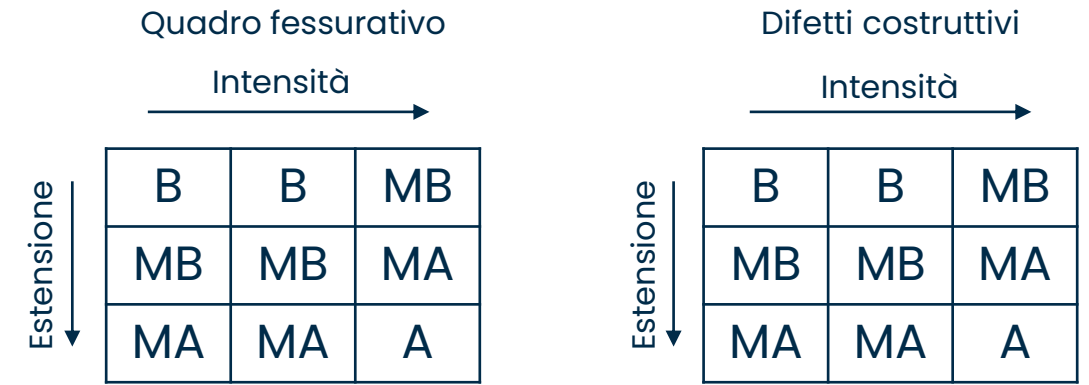 Quadro fessurativo
Intensità
Estensione
B B MB
MB MB MA
MA MA A
Difetti costruttivi
Intensità
Estensione
B B MB
MB MB MA
MA MA A